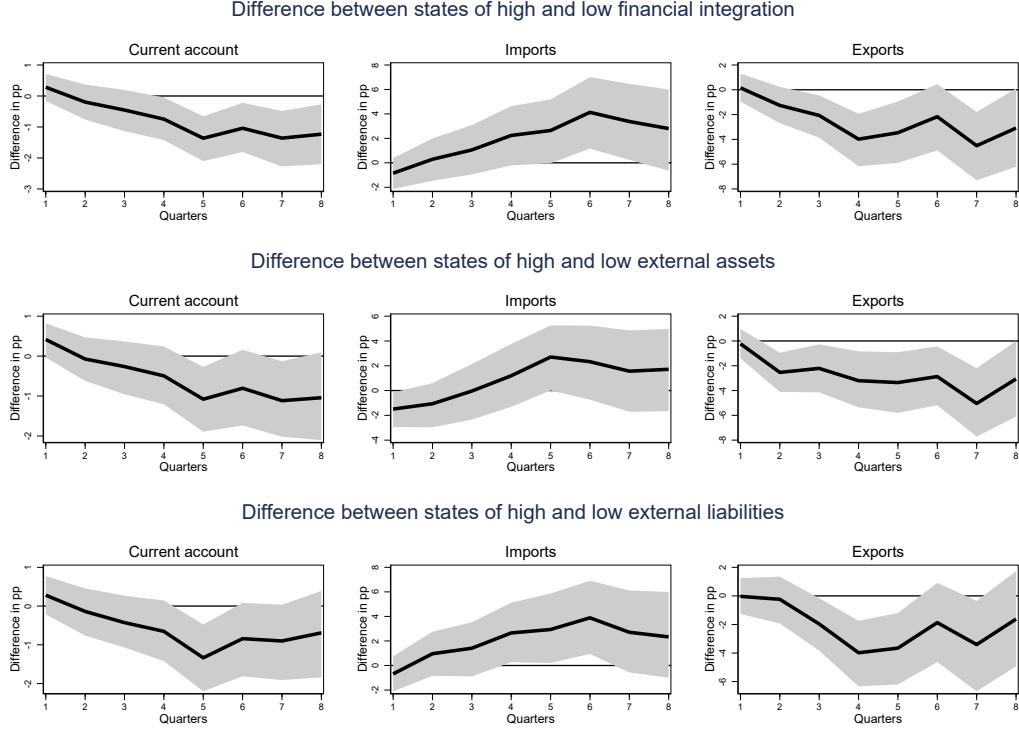 Difference between states of high and low financial integration
Current account
Imports
Exports
Difference in pp
1
0
-1
-2
-3
1 2 3 4 5 6 7 8
Quarters
Difference in pp
8
6
4
2
0
-2
1 2 3 4 5 6 7 8
Quarters
Difference in pp
2
0
-2
-4
-6
-8
1 2 3 4 5 6 7 8
Quarters
Difference between states of high and low external assets
Current account
Imports
Exports
Difference in pp
1
0
-1
-2
1 2 3 4 5 6 7 8
Quarters
Difference in pp
6
4
2
0
-2
-4
1 2 3 4 5 6 7 8
Quarters
Difference in pp
2
0
-2
-4
-6
-8
1 2 3 4 5 6 7 8
Quarters
Difference between states of high and low external liabilities
Current account
Imports
Exports
Difference in pp
1
0
-1
-2
1 2 3 4 5 6 7 8
Quarters
Difference in pp
8
6
4
2
0
-2
1 2 3 4 5 6 7 8
Quarters
Difference in pp
2
0
-2
-4
-6
1 2 3 4 5 6 7 8
Quarters